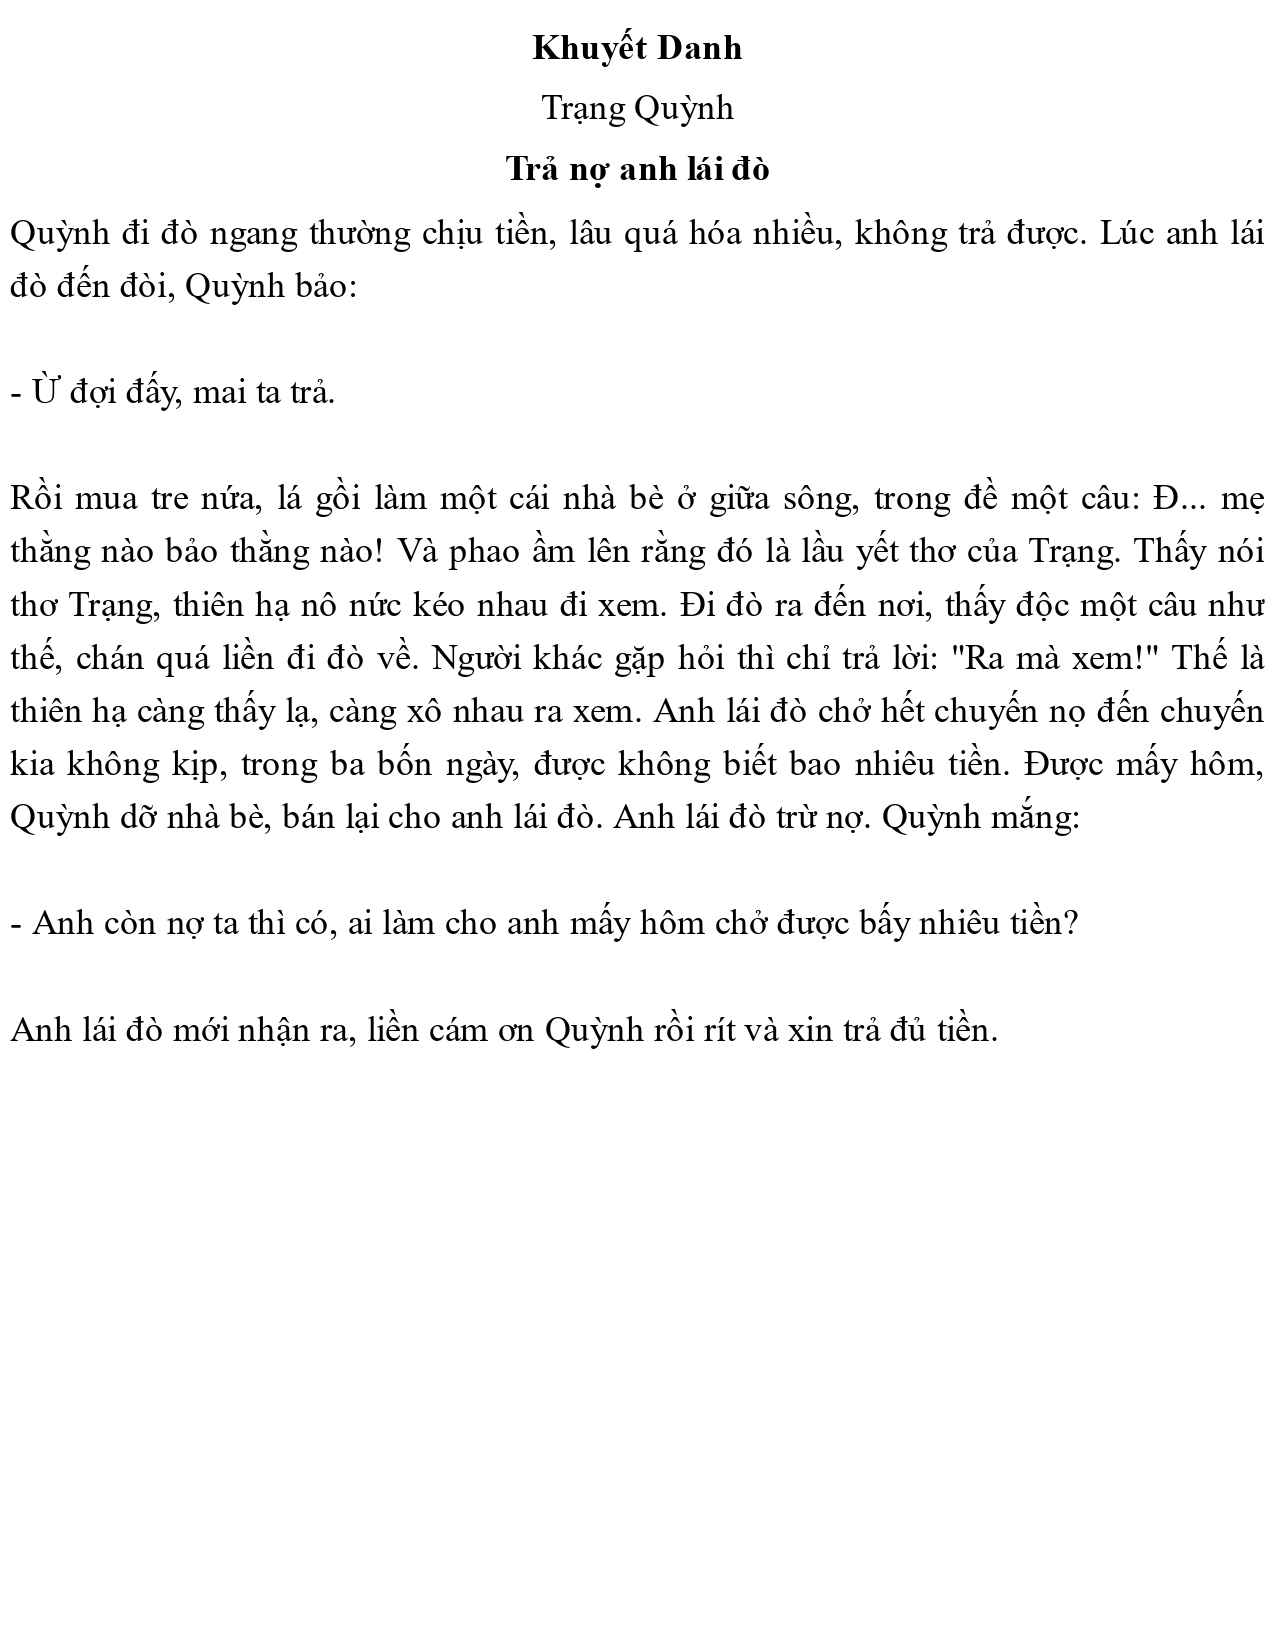 Khuyết Danh
Trạng Quỳnh
Trả nợ anh lái đò
Quỳnh đi đò ngang thường chịu tiền, lâu quá hóa nhiều, không trả được. Lúc anh lái
đò đến đòi, Quỳnh bảo:
- Ừ đợi đấy, mai ta trả.
Rồi mua tre nứa, lá gồi làm một cái nhà bè ở giữa sông, trong đề một câu: Đ... mẹ
thằng nào bảo thằng nào! Và phao ầm lên rằng đó là lầu yết thơ của Trạng. Thấy nói
thơ Trạng, thiên hạ nô nức kéo nhau đi xem. Đi đò ra đến nơi, thấy độc một câu như
thế, chán quá liền đi đò về. Người khác gặp hỏi thì chỉ trả lời: "Ra mà xem!" Thế là
thiên hạ càng thấy lạ, càng xô nhau ra xem. Anh lái đò chở hết chuyến nọ đến chuyến
kia không kịp, trong ba bốn ngày, được không biết bao nhiêu tiền. Được mấy hôm,
Quỳnh dỡ nhà bè, bán lại cho anh lái đò. Anh lái đò trừ nợ. Quỳnh mắng:
- Anh còn nợ ta thì có, ai làm cho anh mấy hôm chở được bấy nhiêu tiền?
Anh lái đò mới nhận ra, liền cám ơn Quỳnh rồi rít và xin trả đủ tiền.